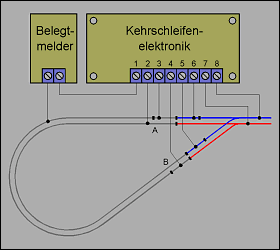 Belegt-
melder
Kehrschleifen-
elektronik
1 2 3 4 5 6 7 8
A
B